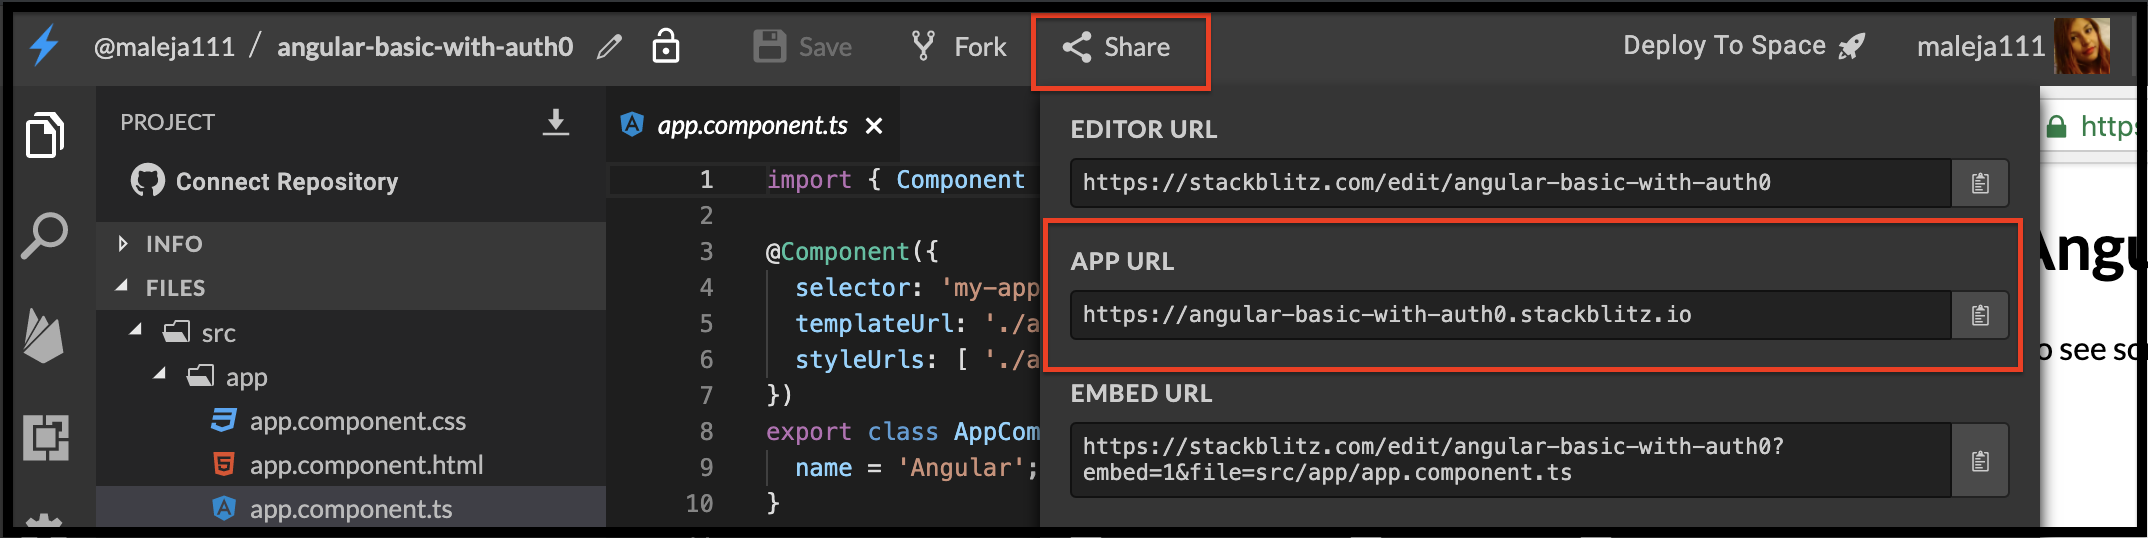 @maleja111 / angular-basic-with-auth0
Save
Fork
Share
Deploy To Space
maleja111
PROJECT
Connect Repository
INFO
FILES
src
app
app.component.css
app.component.html
app.component.ts
app.component.ts
1 import { Component
2
3 @Component({
4 selector: 'my-app
5 templateUrl: './a
6 styleUrls: [ './a
7 })
8 export class AppCom
9 name = 'Angular';
10 }
EDITOR URL
https://stackblitz.com/edit/angular-basic-with-auth0
APP URL
https://angular-basic-with-auth0.stackblitz.io
EMBED URL
https://stackblitz.com/edit/angular-basic-with-auth0?
embed=1&file=src/app/app.component.ts
https
Angu
o see so